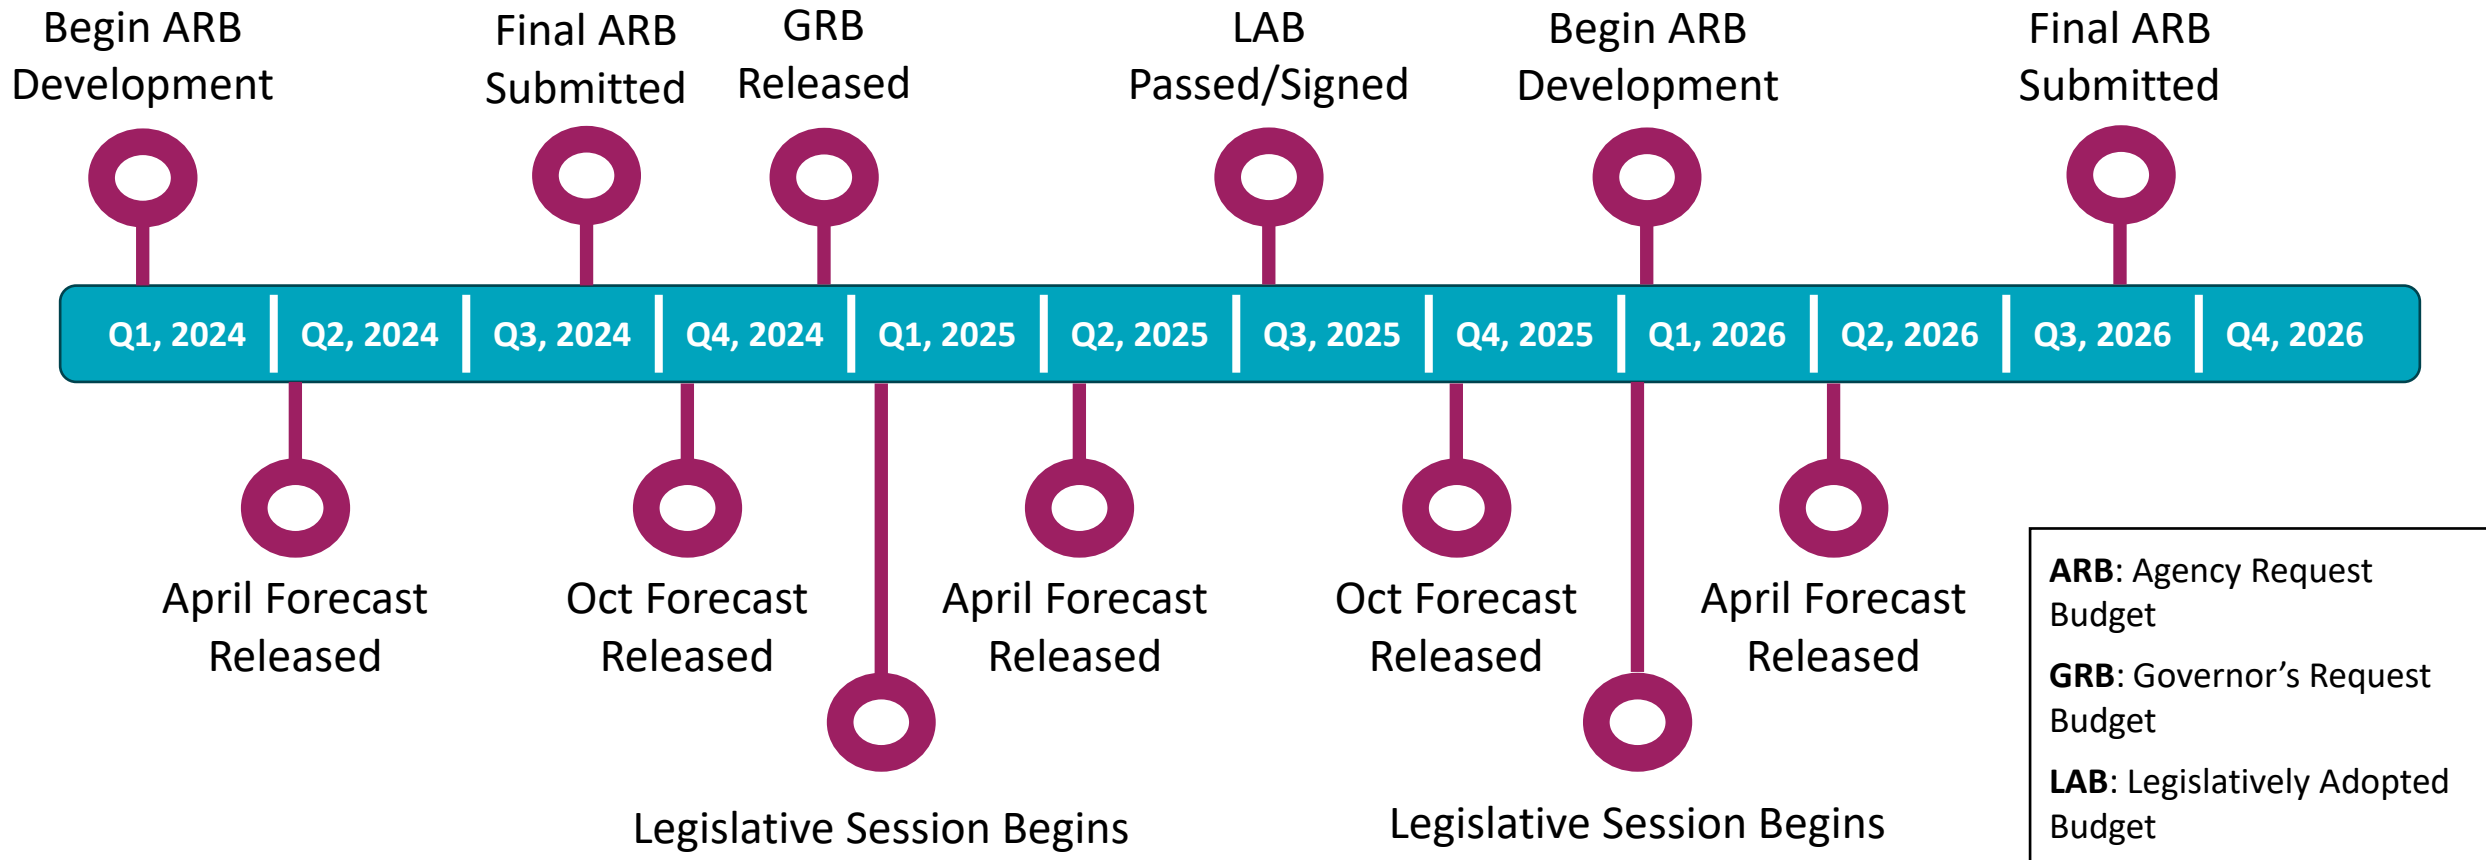 Begin ARB
Development
Final ARB
Submitted
GRB
Released
LAB
Passed/Signed
Begin ARB
Development
Final ARB
Submitted
Q1, 2024
Q2, 2024
Q3, 2024
Q4, 2024
Q1, 2025
Q2, 2025
Q3, 2025
Q4, 2025
Q1, 2026
Q2, 2026
Q3, 2026
Q4, 2026
April Forecast
Released
Oct Forecast
Released
April Forecast
Released
Oct Forecast
Released
April Forecast
Released
Legislative Session Begins
Legislative Session Begins
ARB: Agency Request
Budget
GRB: Governor’s Request
Budget
LAB: Legislatively Adopted
Budget